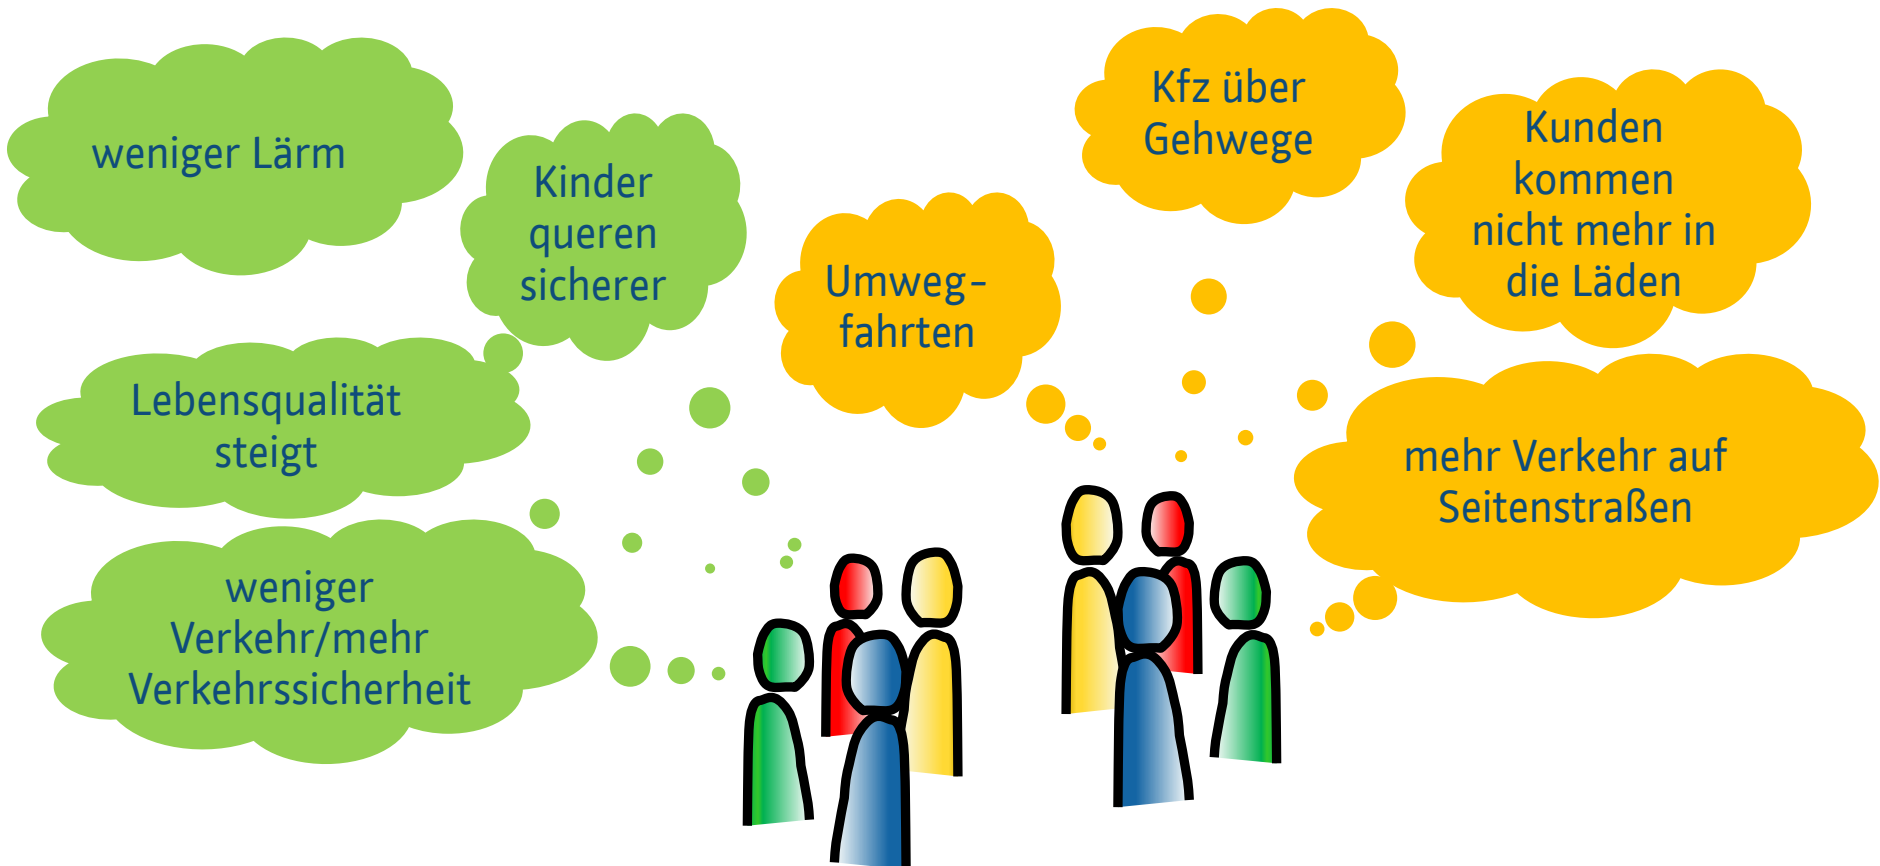 weniger Lärm
Kinder
queren
sicherer
Lebensqualität
steigt
weniger
Verkehr/mehr
Verkehrssicherheit
Umweg-
fahrten
Kfz über
Gehwege
Kunden
kommen
nicht mehr in
die Läden
mehr Verkehr auf
Seitenstraßen